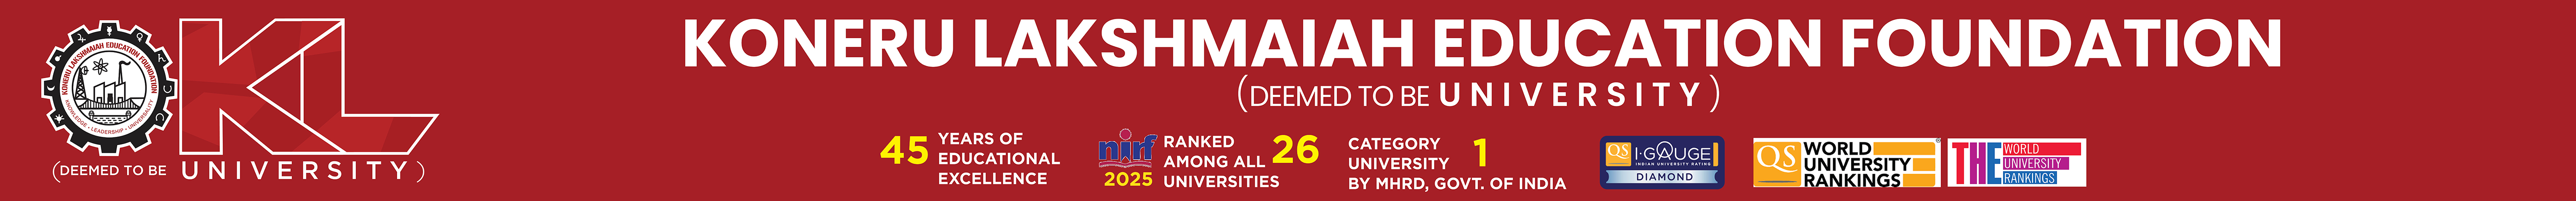 KONERU LAKSHMAIAH EDUCATION FOUNDATION
KNOWLEDGE • LEADERSHIP • UNIVERSALITY
KL
(DEEMED TO BE UNIVERSITY)
KONERU LAKSHMAIAH EDUCATION FOUNDATION
(DEEMED TO BE UNIVERSITY)
45 YEARS OF
EDUCATIONAL
EXCELLENCE
nirf
2025
RANKED
AMONG ALL
UNIVERSITIES
26
CATEGORY
UNIVERSITY
1
BY MHRD, GOVT. OF INDIA
QS I·GAUGE
INDIAN UNIVERSITY RATING
DIAMOND
QS WORLD
UNIVERSITY
RANKINGS
®
THE WORLD
UNIVERSITY
RANKINGS